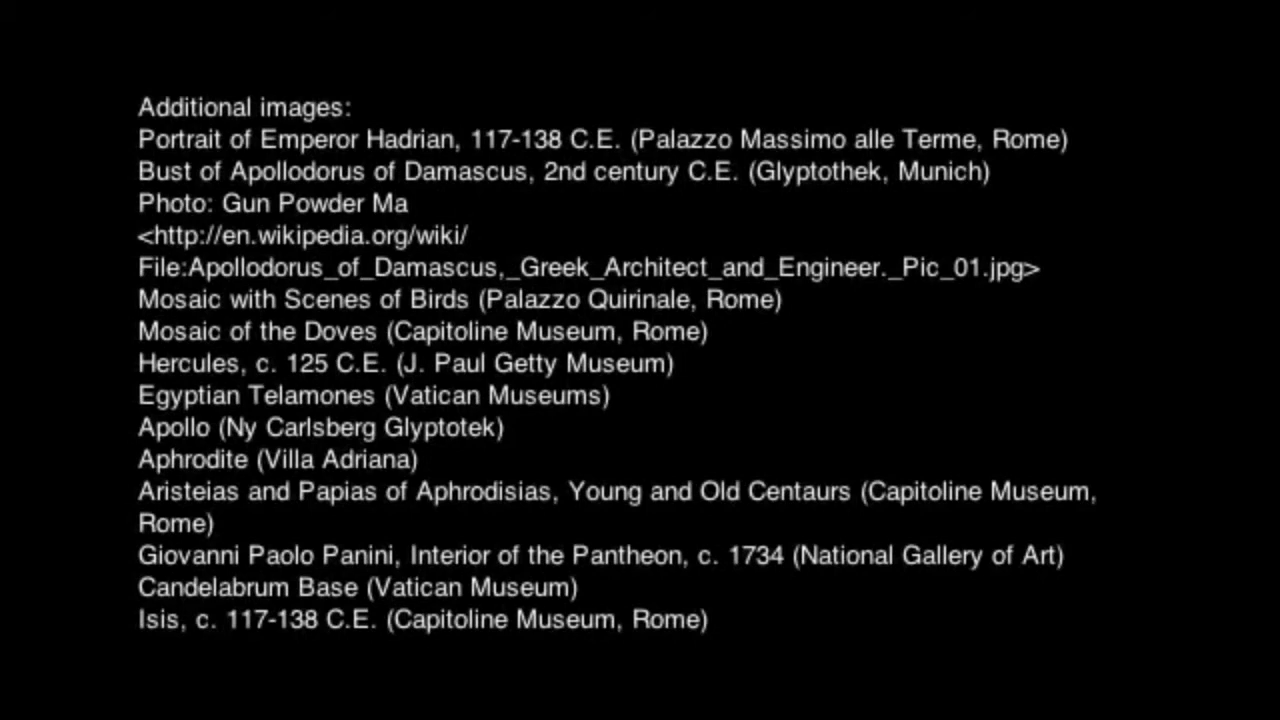 Additional images:
Portrait of Emperor Hadrian, 117-138 C.E. (Palazzo Massimo alle Terme, Rome)
Bust of Apollodorus of Damascus, 2nd century C.E. (Glyptothek, Munich)
Photo: Gun Powder Ma
<http://en.wikipedia.org/wiki/
File:Apollodorus_of_Damascus,_Greek_Architect_and_Engineer._Pic_01.jpg>
Mosaic with Scenes of Birds (Palazzo Quirinale, Rome)
Mosaic of the Doves (Capitoline Museum, Rome)
Hercules, c. 125 C.E. (J. Paul Getty Museum)
Egyptian Telamones (Vatican Museums)
Apollo (Ny Carlsberg Glyptotek)
Aphrodite (Villa Adriana)
Aristeias and Papias of Aphrodisias, Young and Old Centaurs (Capitoline Museum,
Rome)
Giovanni Paolo Panini, Interior of the Pantheon, c. 1734 (National Gallery of Art)
Candelabrum Base (Vatican Museum)
Isis, c. 117-138 C.E. (Capitoline Museum, Rome)